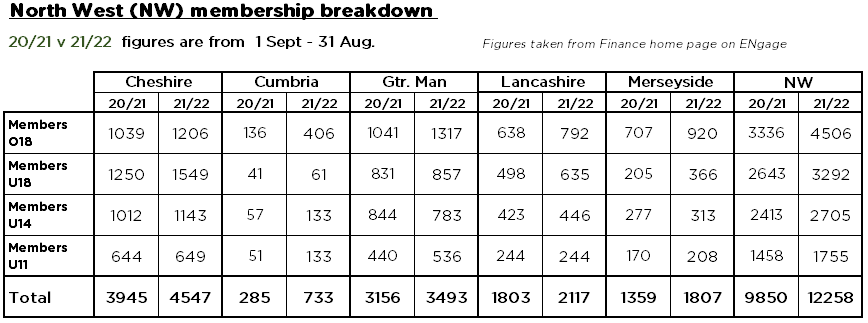 North West (NW) membership breakdown
20/21 v 21/22 figures are from 1 Sept - 31 Aug.
Figures taken from Finance home page on ENgage
Cheshire Cumbria Gtr. Man Lancashire Merseyside NW
20/21 21/22 20/21 21/22 20/21 21/22 20/21 21/22 20/21 21/22 20/21 21/22
Members
O18 1039 1206 136 406 1041 1317 638 792 707 920 3336 4506
Members
U18 1250 1549 41 61 831 857 498 635 205 366 2643 3292
Members
U14 1012 1143 57 133 844 783 423 446 277 313 2413 2705
Members
U11 644 649 51 133 440 536 244 244 170 208 1458 1755
Total 3945 4547 285 733 3156 3493 1803 2117 1359 1807 9850 12258